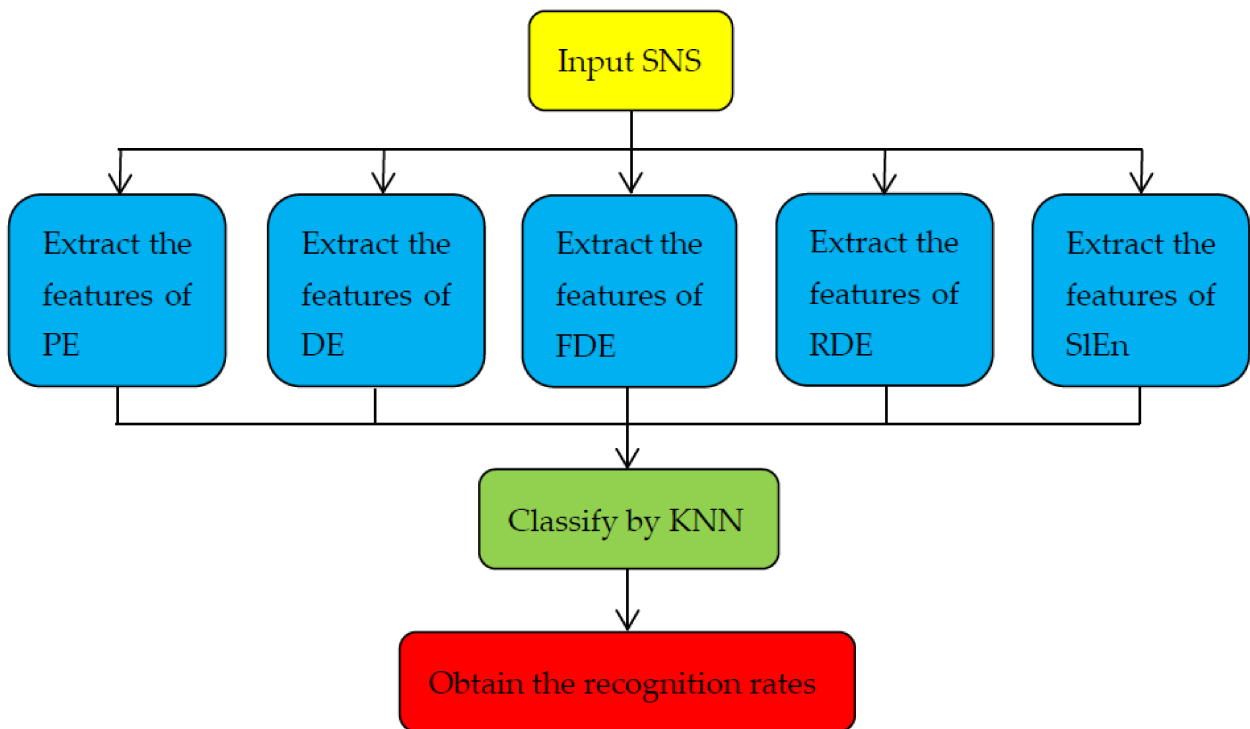 Input SNS
Extract the
features of
PE
Extract the
features of
DE
Extract the
features of
FDE
Extract the
features of
RDE
Extract the
features of
SlEn
Classify by KNN
Obtain the recognition rates